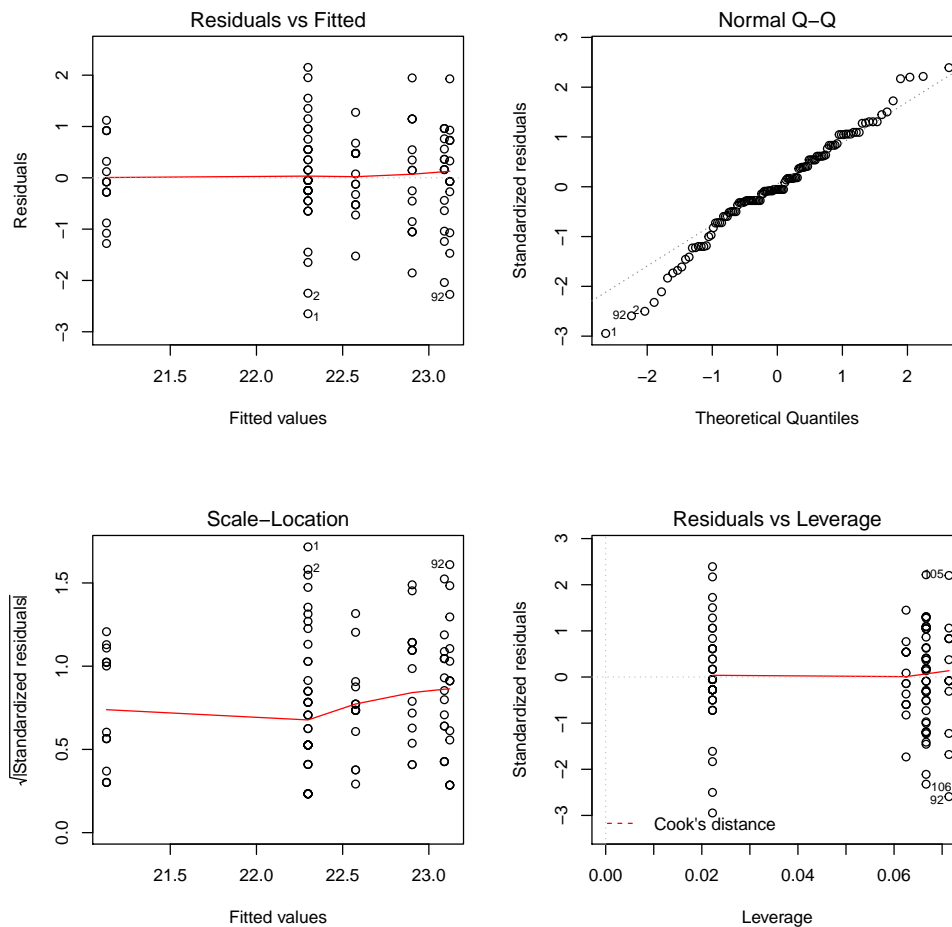 Residuals vs Fitted
Residuals
2
1
0
−1
−2
−3
2
1
92
21.5 22.0 22.5 23.0
Fitted values
Normal Q−Q
Standardized residuals
3
2
1
0
−1
−2
−3
92 2
1
−2 −1 0 1 2
Theoretical Quantiles
Scale−Location
√|Standardized residuals|
1.5
1.0
0.5
0.0
1
2
92
21.5 22.0 22.5 23.0
Fitted values
Residuals vs Leverage
Standardized residuals
3
2
1
0
−1
−2
−3
105
106
92
Cook's distance
0.00 0.02 0.04 0.06
Leverage